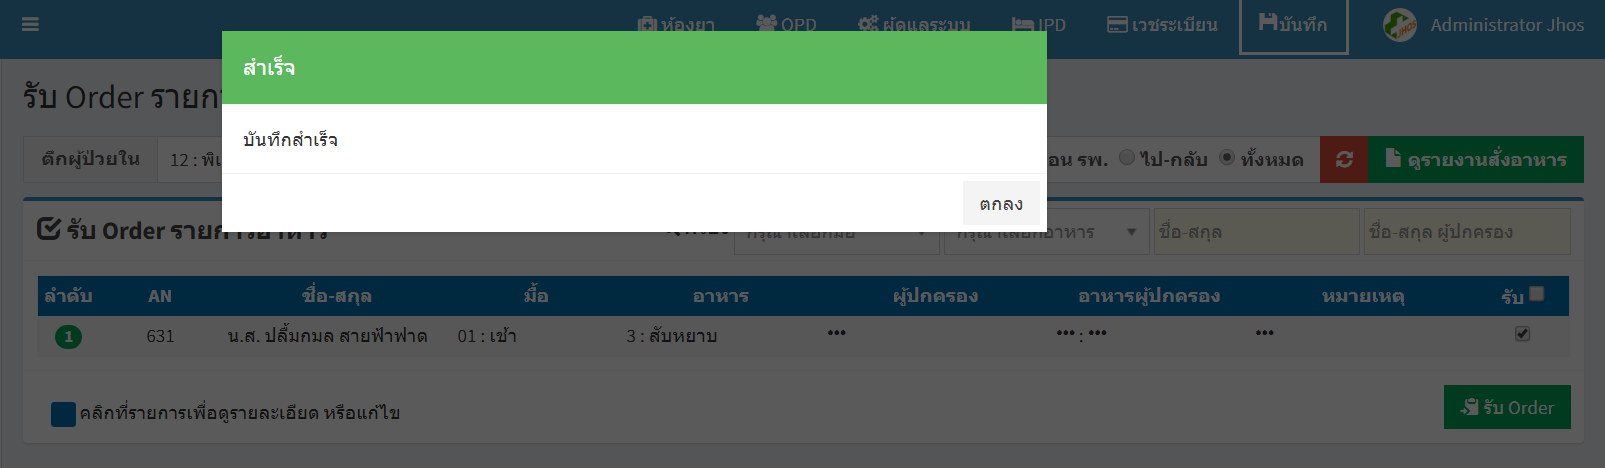 ห้องยา OPD ผู้ดูแลระบบ IPD เวชระเบียน บันทึก Administrator Jhos
สำเร็จ
บันทึกสำเร็จ
ตกลง
รับ Order รายกา
ตึกผู้ป่วยใน 12 : พิเ อน รพ. ไป-กลับ ทั้งหมด ดูรายงานสั่งอาหาร
รับ Order รายการอาหาร กรุณาเลือกมื้อ กรุณาเลือกอาหาร ชื่อ-สกุล ชื่อ-สกุล ผู้ปกครอง
ลำดับ AN ชื่อ-สกุล มื้อ อาหาร ผู้ปกครอง อาหารผู้ปกครอง หมายเหตุ รับ
1 631 น.ส. ปลื้มกมล สายฟ้าฟาด 01 : เช้า 3 : สับหยาบ ••• ••• : ••• •••
คลิกที่รายการเพื่อดูรายละเอียด หรือแก้ไข
รับ Order